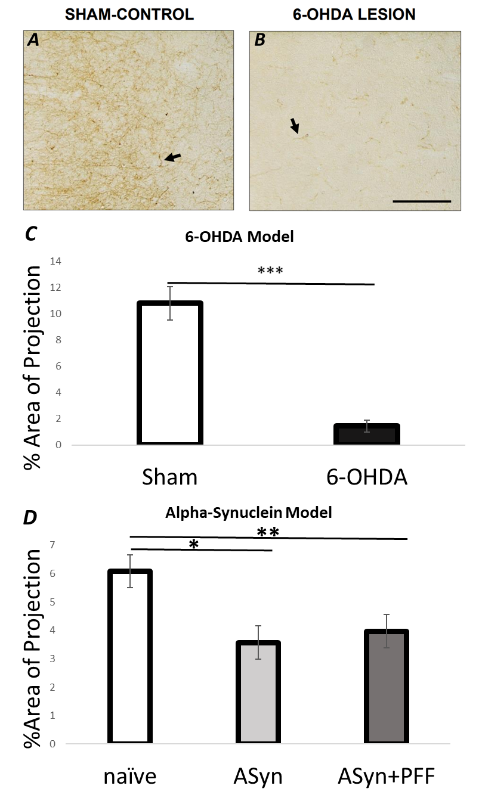 SHAM-CONTROL
6-OHDA LESION
A
B
C
6-OHDA Model
***
% Area of Projection
14
12
10
8
6
4
2
0
Sham
6-OHDA
D
Alpha-Synuclein Model
**
*
%Area of Projection
7
6
5
4
3
2
1
0
naïve
ASyn
ASyn+PFF